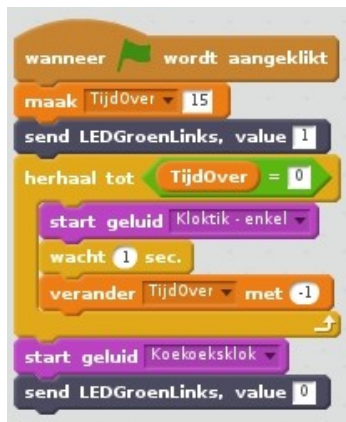 wanneer wordt aangeklikt
maak TijdOver 15
send LEDGroenLinks, value 1
herhaal tot TijdOver = 0
start geluid Kloktik - enkel
wacht 1 sec.
verander TijdOver met -1
start geluid Koekoeksklok
send LEDGroenLinks, value 0